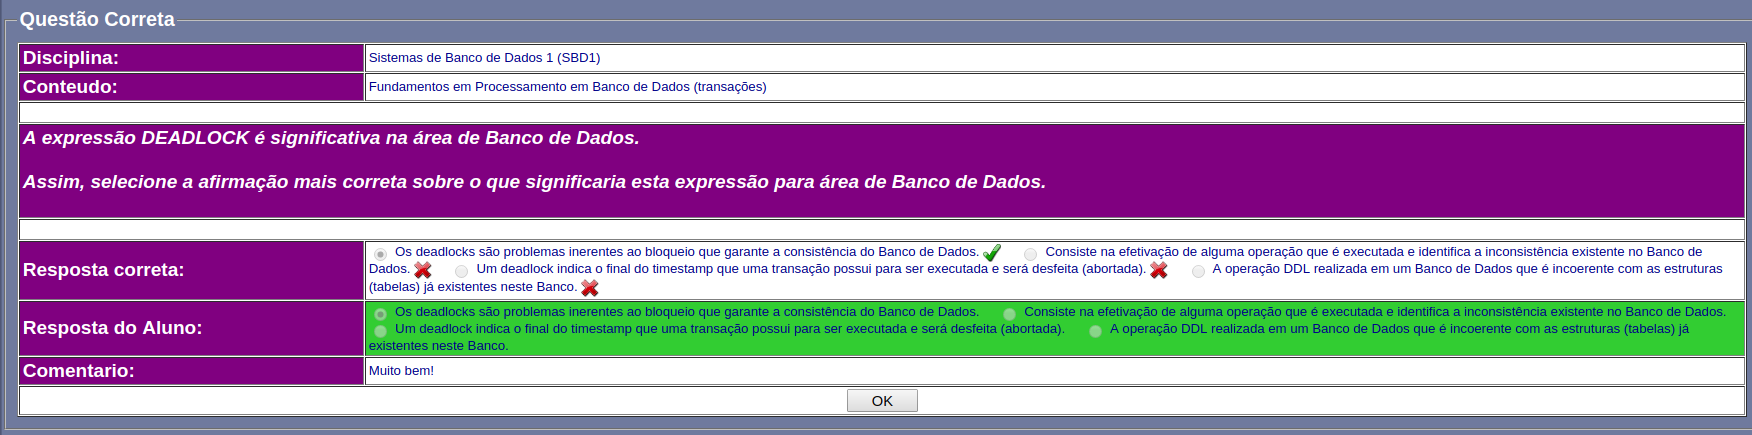 Questão Correta
Disciplina:
Sistemas de Banco de Dados 1 (SBD1)
Conteudo:
Fundamentos em Processamento em Banco de Dados (transações)
A expressão DEADLOCK é significativa na área de Banco de Dados.
Assim, selecione a afirmação mais correta sobre o que significaria esta expressão para área de Banco de Dados.
Resposta correta:
Os deadlocks são problemas inerentes ao bloqueio que garante a consistência do Banco de Dados. Consiste na efetivação de alguma operação que é executada e identifica a inconsistência existente no Banco de
Dados. Um deadlock indica o final do timestamp que uma transação possui para ser executada e será desfeita (abortada). A operação DDL realizada em um Banco de Dados que é incoerente com as estruturas
(tabelas) já existentes neste Banco.
Resposta do Aluno:
Os deadlocks são problemas inerentes ao bloqueio que garante a consistência do Banco de Dados. Consiste na efetivação de alguma operação que é executada e identifica a inconsistência existente no Banco de Dados.
Um deadlock indica o final do timestamp que uma transação possui para ser executada e será desfeita (abortada). A operação DDL realizada em um Banco de Dados que é incoerente com as estruturas (tabelas) já
existentes neste Banco.
Comentario:
Muito bem!
OK